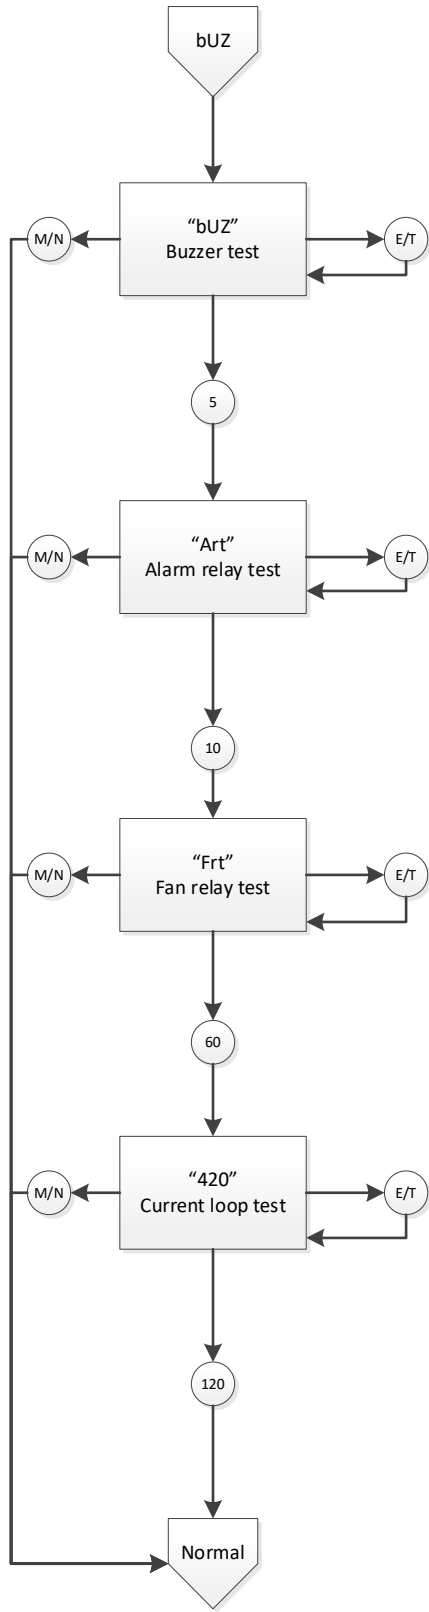 bUZ
“bUZ”
Buzzer test
M/N
E/T
5
“Art”
Alarm relay test
M/N
E/T
10
“Frt”
Fan relay test
M/N
E/T
60
“420”
Current loop test
M/N
E/T
120
Normal